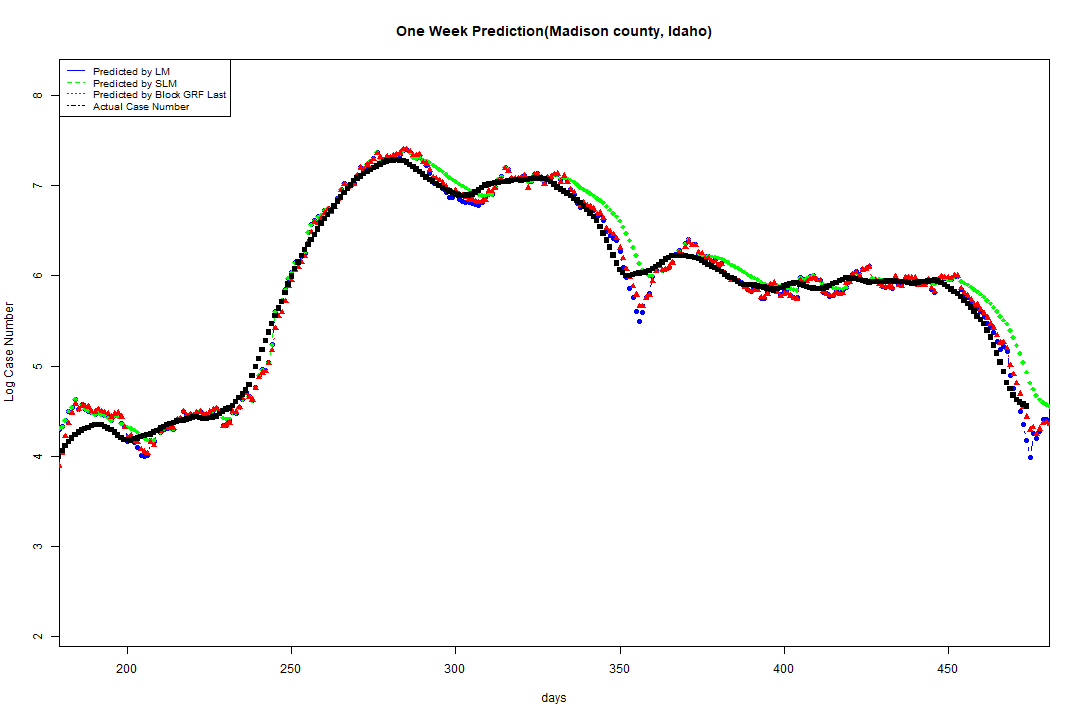 One Week Prediction(Madison county, Idaho)
Predicted by LM
Predicted by SLM
Predicted by Block GRF Last
Actual Case Number
8
7
6
5
4
3
2
Log Case Number
200 250 300 350 400 450
days